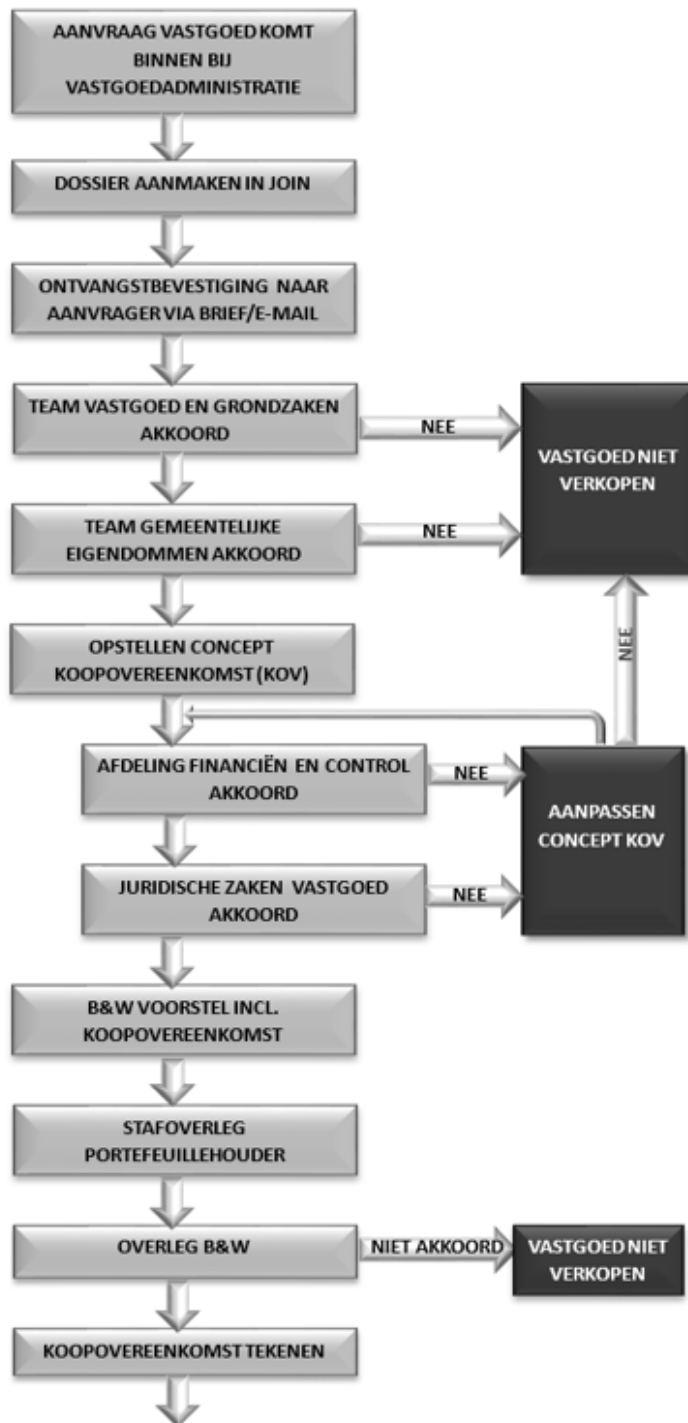 AANVRAAG VASTGOED KOMT
BINNEN BIJ
VASTGOEDADMINISTRATIE
DOSSIER AANMAKEN IN JOIN
ONTVANGSTBEVESTIGING NAAR
AANVRAGER VIA BRIEF/E-MAIL
TEAM VASTGOED EN GRONDZAKEN
AKKOORD
NEE
VASTGOED NIET
VERKOPEN
TEAM GEMEENTELIJKE
EIGENDOMMEN AKKOORD
NEE
OPSTELLEN CONCEPT
KOOPOVEREENKOMST (KOV)
NEE
AFDELING FINANCIËN EN CONTROL
AKKOORD
NEE
AANPASSEN
CONCEPT KOV
JURIDISCHE ZAKEN VASTGOED
AKKOORD
NEE
B&W VOORSTEL INCL.
KOOPOVEREENKOMST
STAFOVERLEG
PORTEFEUILLEHOUDER
OVERLEG B&W
NIET AKKOORD
VASTGOED NIET
VERKOPEN
KOOPOVEREENKOMST TEKENEN